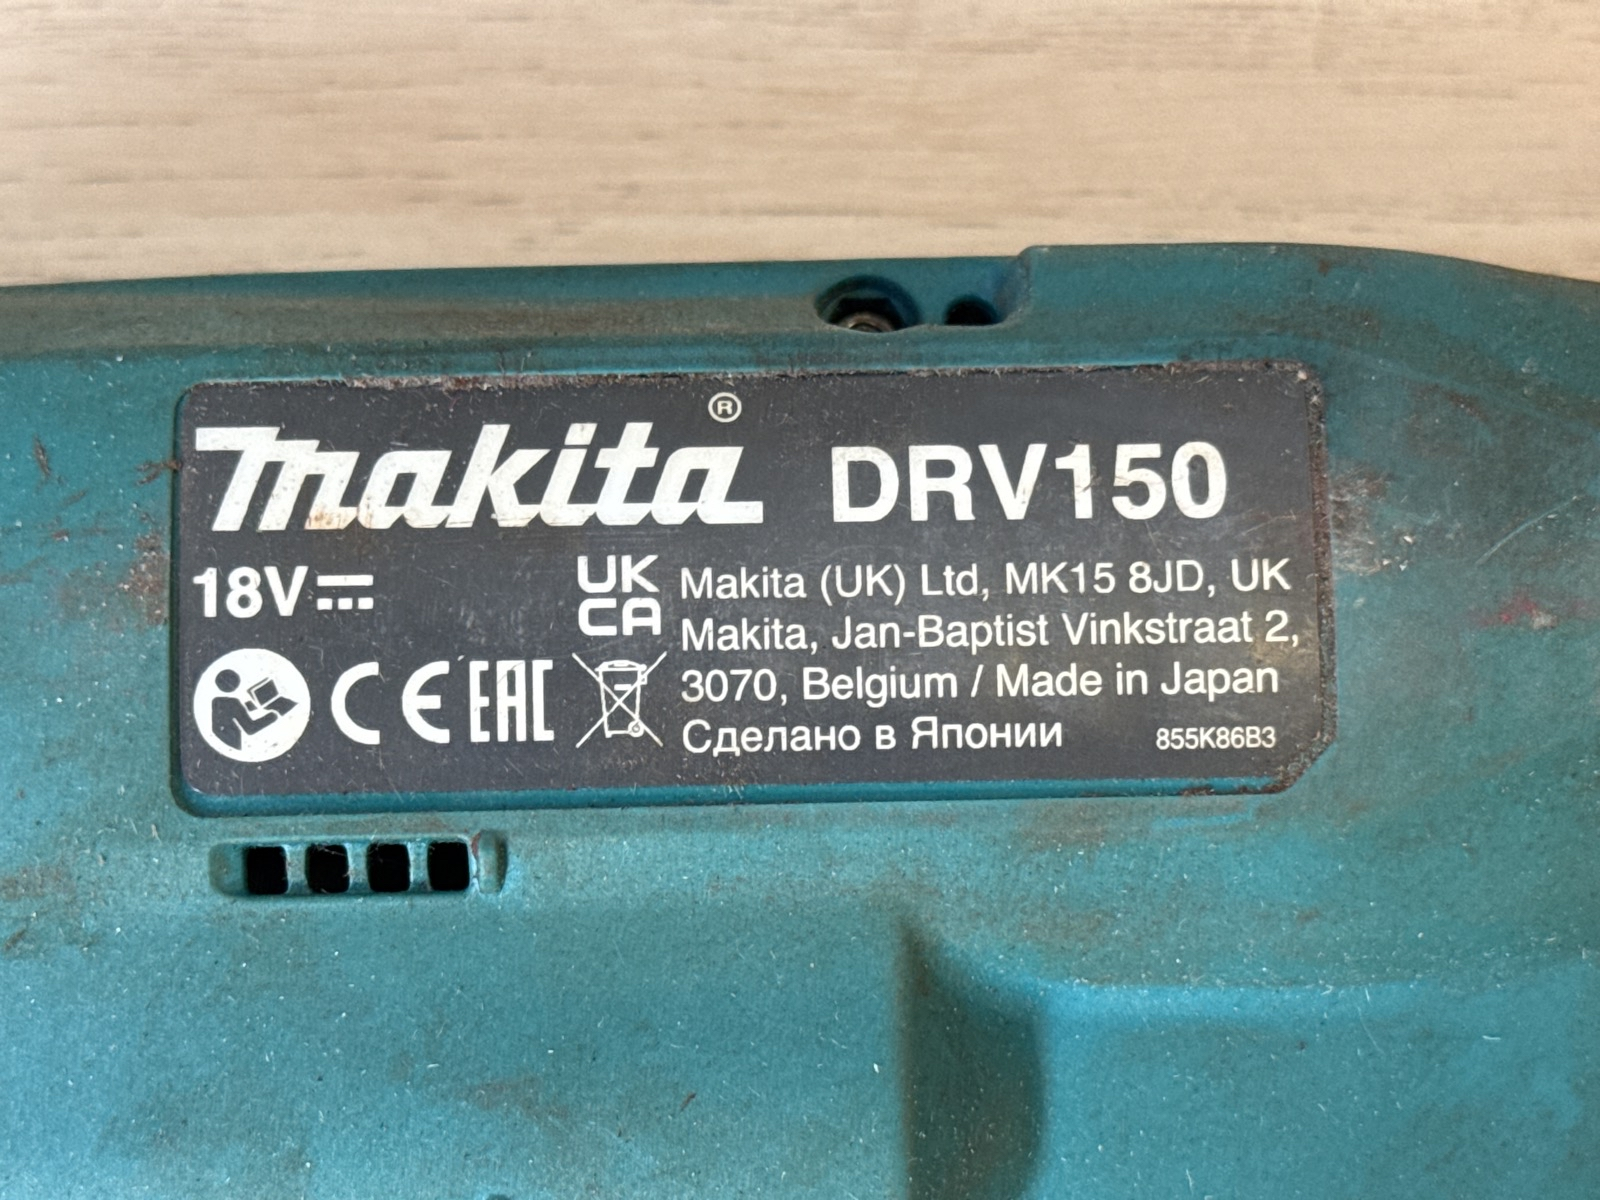 makita® DRV150
18V
UK
CA
Makita (UK) Ltd, MK15 8JD, UK
Makita, Jan-Baptist Vinkstraat 2,
3070, Belgium / Made in Japan
Сделано в Японии 855K86B3
CE EAC